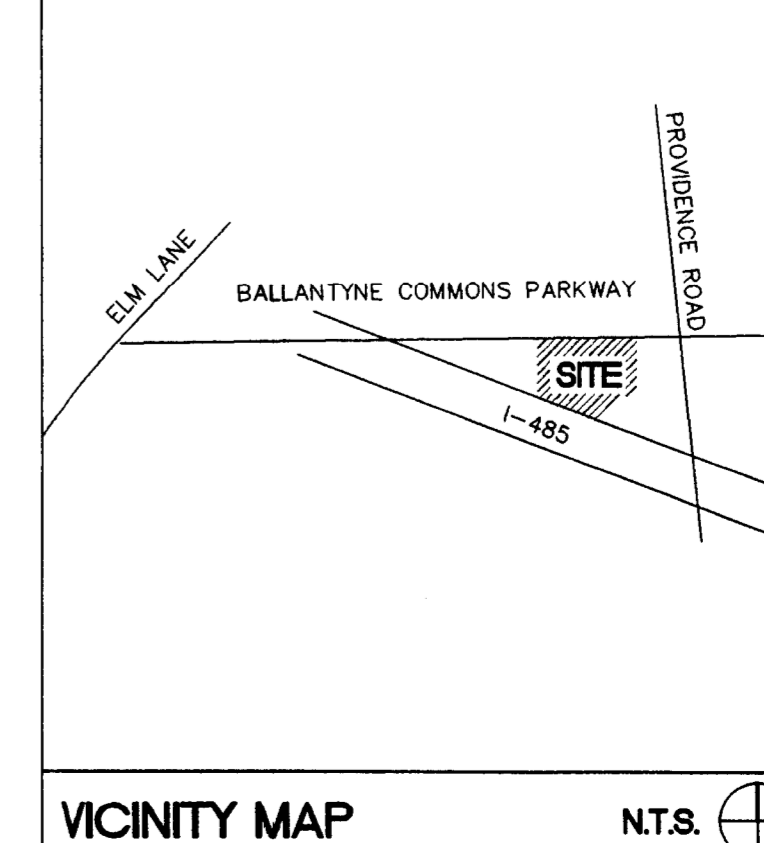 PROVIDENCE ROAD
ELM LANE
BALLANTYNE COMMONS PARKWAY
SITE
I-485
VICINITY MAP
N.T.S.